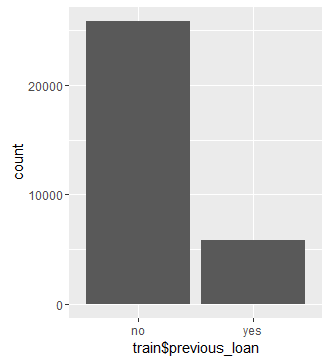 count
20000
10000
0
no yes
train$previous_loan